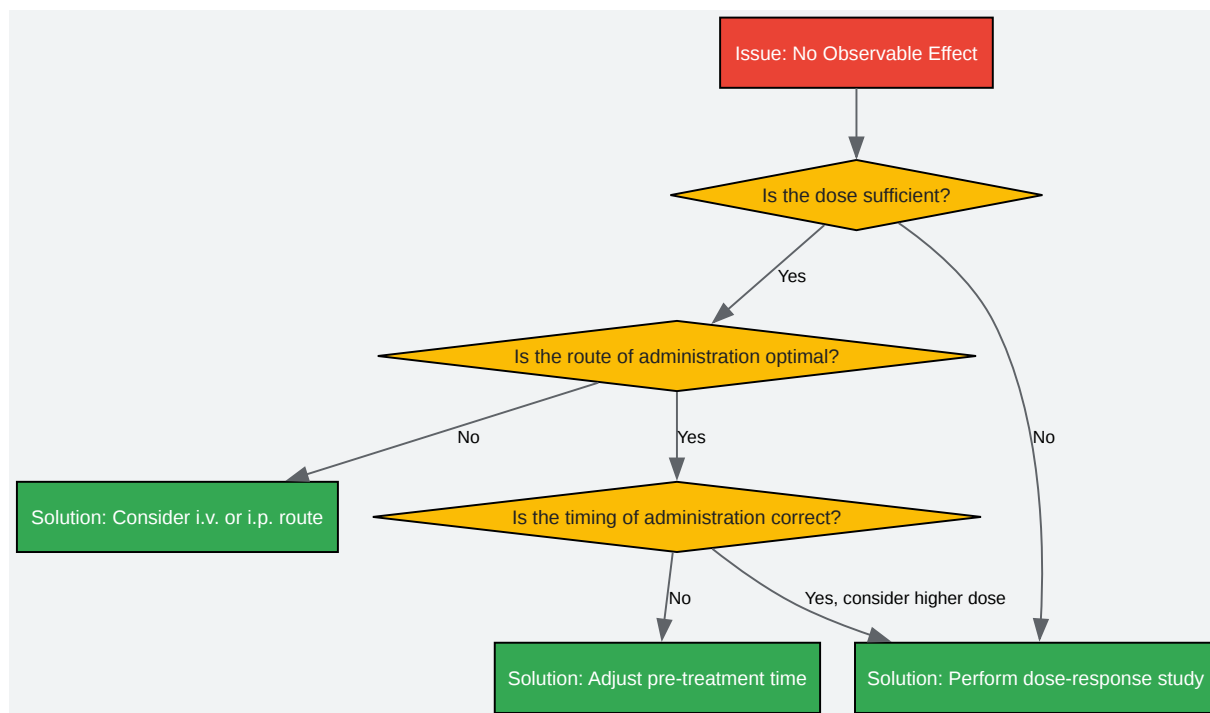 Issue: No Observable Effect
Is the dose sufficient?
Yes
Is the route of administration optimal?
No
Yes
No
Solution: Consider i.v. or i.p. route
Is the timing of administration correct?
No
Yes, consider higher dose
Solution: Adjust pre-treatment time
Solution: Perform dose-response study